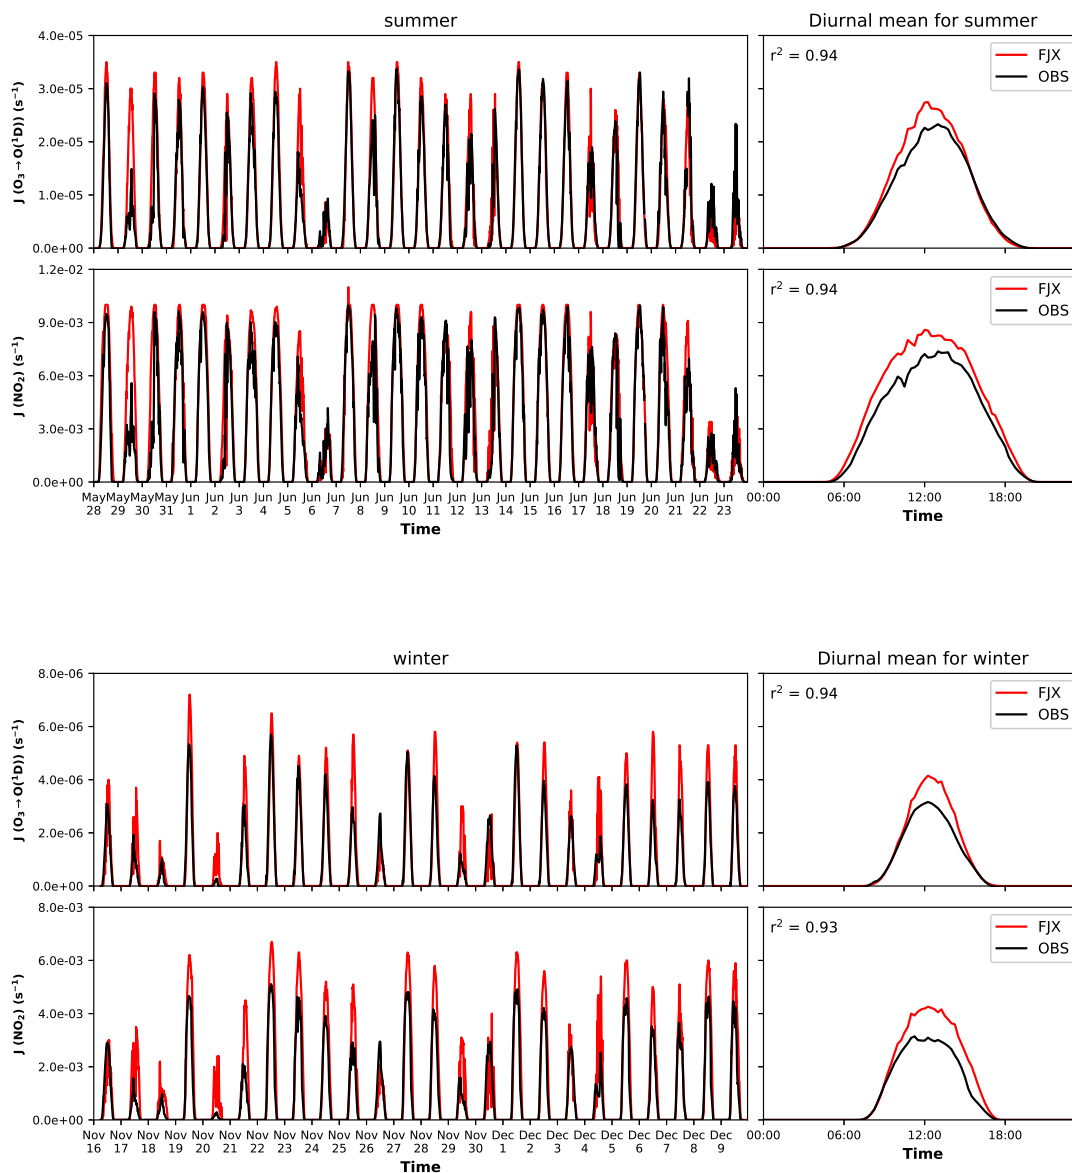 summer
Diurnal mean for summer
J (O₃→O(¹D)) (s⁻¹)
4.0e-05
3.0e-05
2.0e-05
1.0e-05
0.0e+00
r² = 0.94
FJX
OBS
J (NO₂) (s⁻¹)
1.2e-02
9.0e-03
6.0e-03
3.0e-03
0.0e+00
r² = 0.94
FJX
OBS
May May May May Jun Jun Jun Jun Jun Jun Jun Jun Jun Jun Jun Jun Jun Jun Jun Jun Jun Jun Jun Jun Jun Jun Jun
28 29 30 31 1 2 3 4 5 6 7 8 9 10 11 12 13 14 15 16 17 18 19 20 21 22 23
Time
00:00 06:00 12:00 18:00
Time
winter
Diurnal mean for winter
J (O₃→O(¹D)) (s⁻¹)
8.0e-06
6.0e-06
4.0e-06
2.0e-06
0.0e+00
r² = 0.94
FJX
OBS
J (NO₂) (s⁻¹)
8.0e-03
6.0e-03
4.0e-03
2.0e-03
0.0e+00
r² = 0.93
FJX
OBS
Nov Nov Nov Nov Nov Nov Nov Nov Nov Nov Nov Nov Nov Nov Nov Dec Dec Dec Dec Dec Dec Dec Dec Dec
16 17 18 19 20 21 22 23 24 25 26 27 28 29 30 1 2 3 4 5 6 7 8 9
Time
00:00 06:00 12:00 18:00
Time